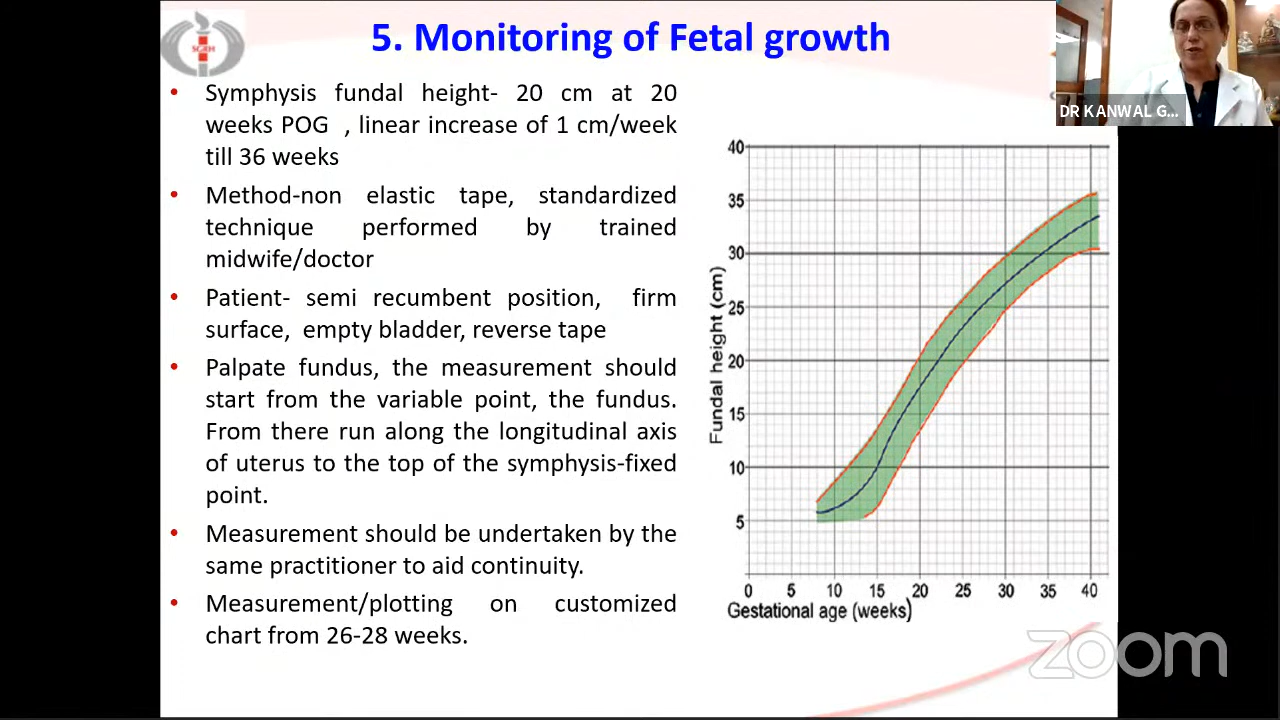 5. Monitoring of Fetal growth
SGRH
DR KANWAL G...
• Symphysis fundal height- 20 cm at 20
weeks POG , linear increase of 1 cm/week
till 36 weeks
• Method-non elastic tape, standardized
technique performed by trained
midwife/doctor
• Patient- semi recumbent position, firm
surface, empty bladder, reverse tape
• Palpate fundus, the measurement should
start from the variable point, the fundus.
From there run along the longitudinal axis
of uterus to the top of the symphysis-fixed
point.
• Measurement should be undertaken by the
same practitioner to aid continuity.
• Measurement/plotting on customized
chart from 26-28 weeks.
Fundal height (cm)
40
35
30
25
20
15
10
5
0 5 10 15 20 25 30 35 40
Gestational age (weeks)
zoom